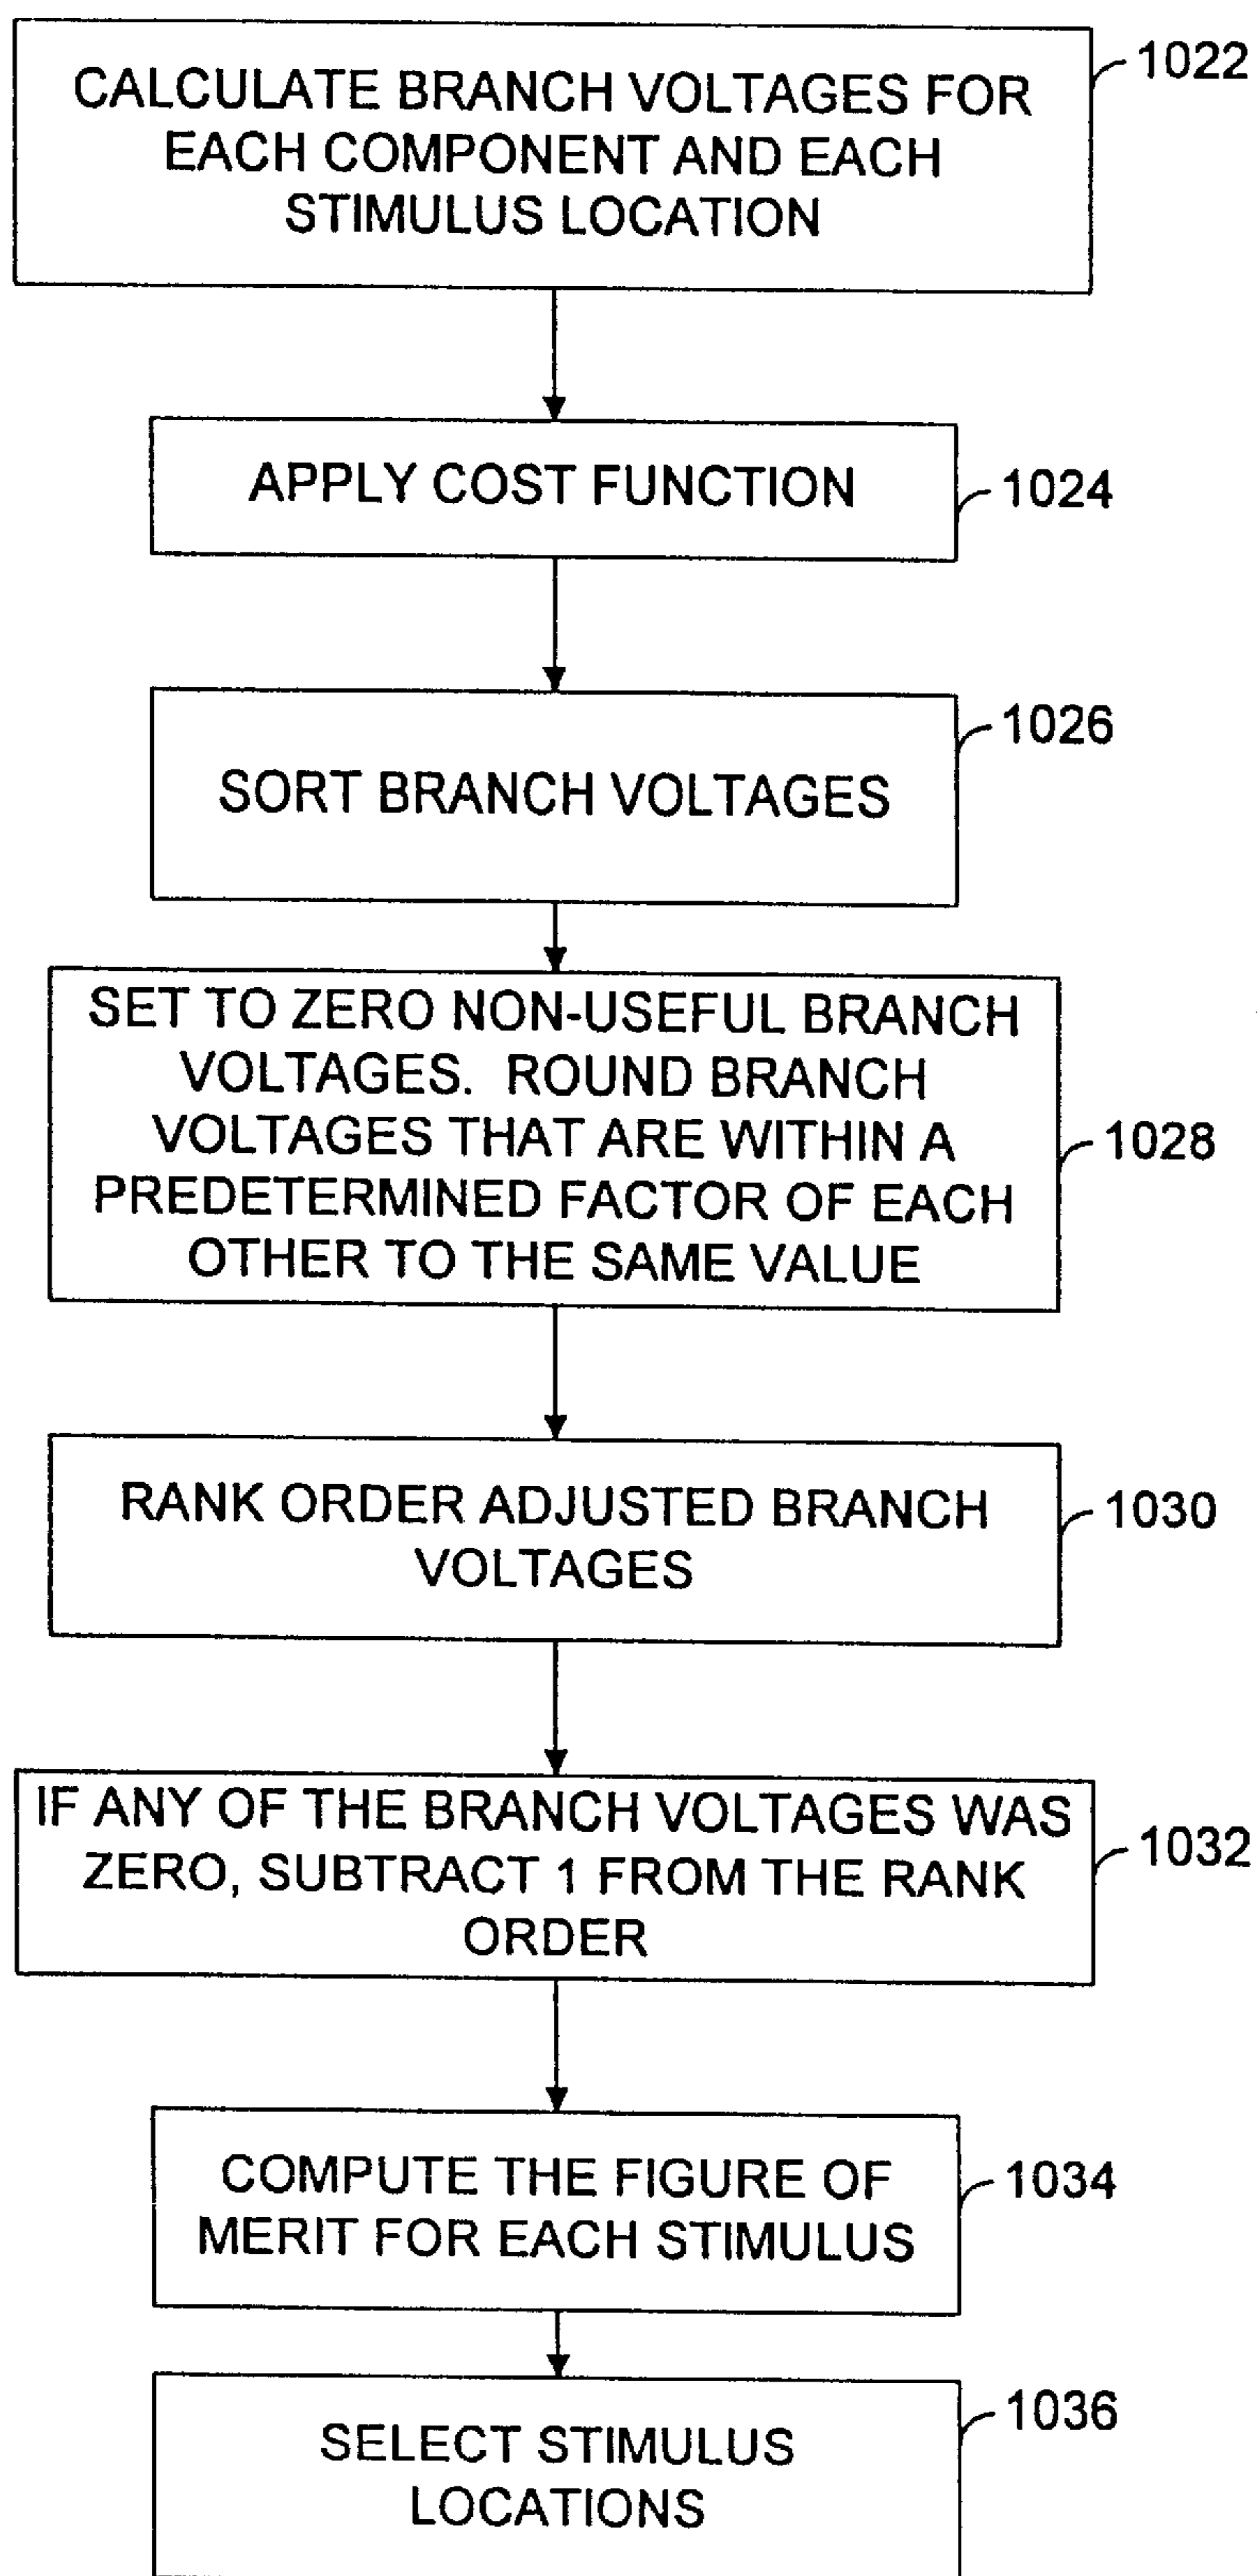 CALCULATE BRANCH VOLTAGES FOR
EACH COMPONENT AND EACH
STIMULUS LOCATION
1022
APPLY COST FUNCTION
1024
SORT BRANCH VOLTAGES
1026
SET TO ZERO NON-USEFUL BRANCH
VOLTAGES. ROUND BRANCH
VOLTAGES THAT ARE WITHIN A
PREDETERMINED FACTOR OF EACH
OTHER TO THE SAME VALUE
1028
RANK ORDER ADJUSTED BRANCH
VOLTAGES
1030
IF ANY OF THE BRANCH VOLTAGES WAS
ZERO, SUBTRACT 1 FROM THE RANK
ORDER
1032
COMPUTE THE FIGURE OF
MERIT FOR EACH STIMULUS
1034
SELECT STIMULUS
LOCATIONS
1036